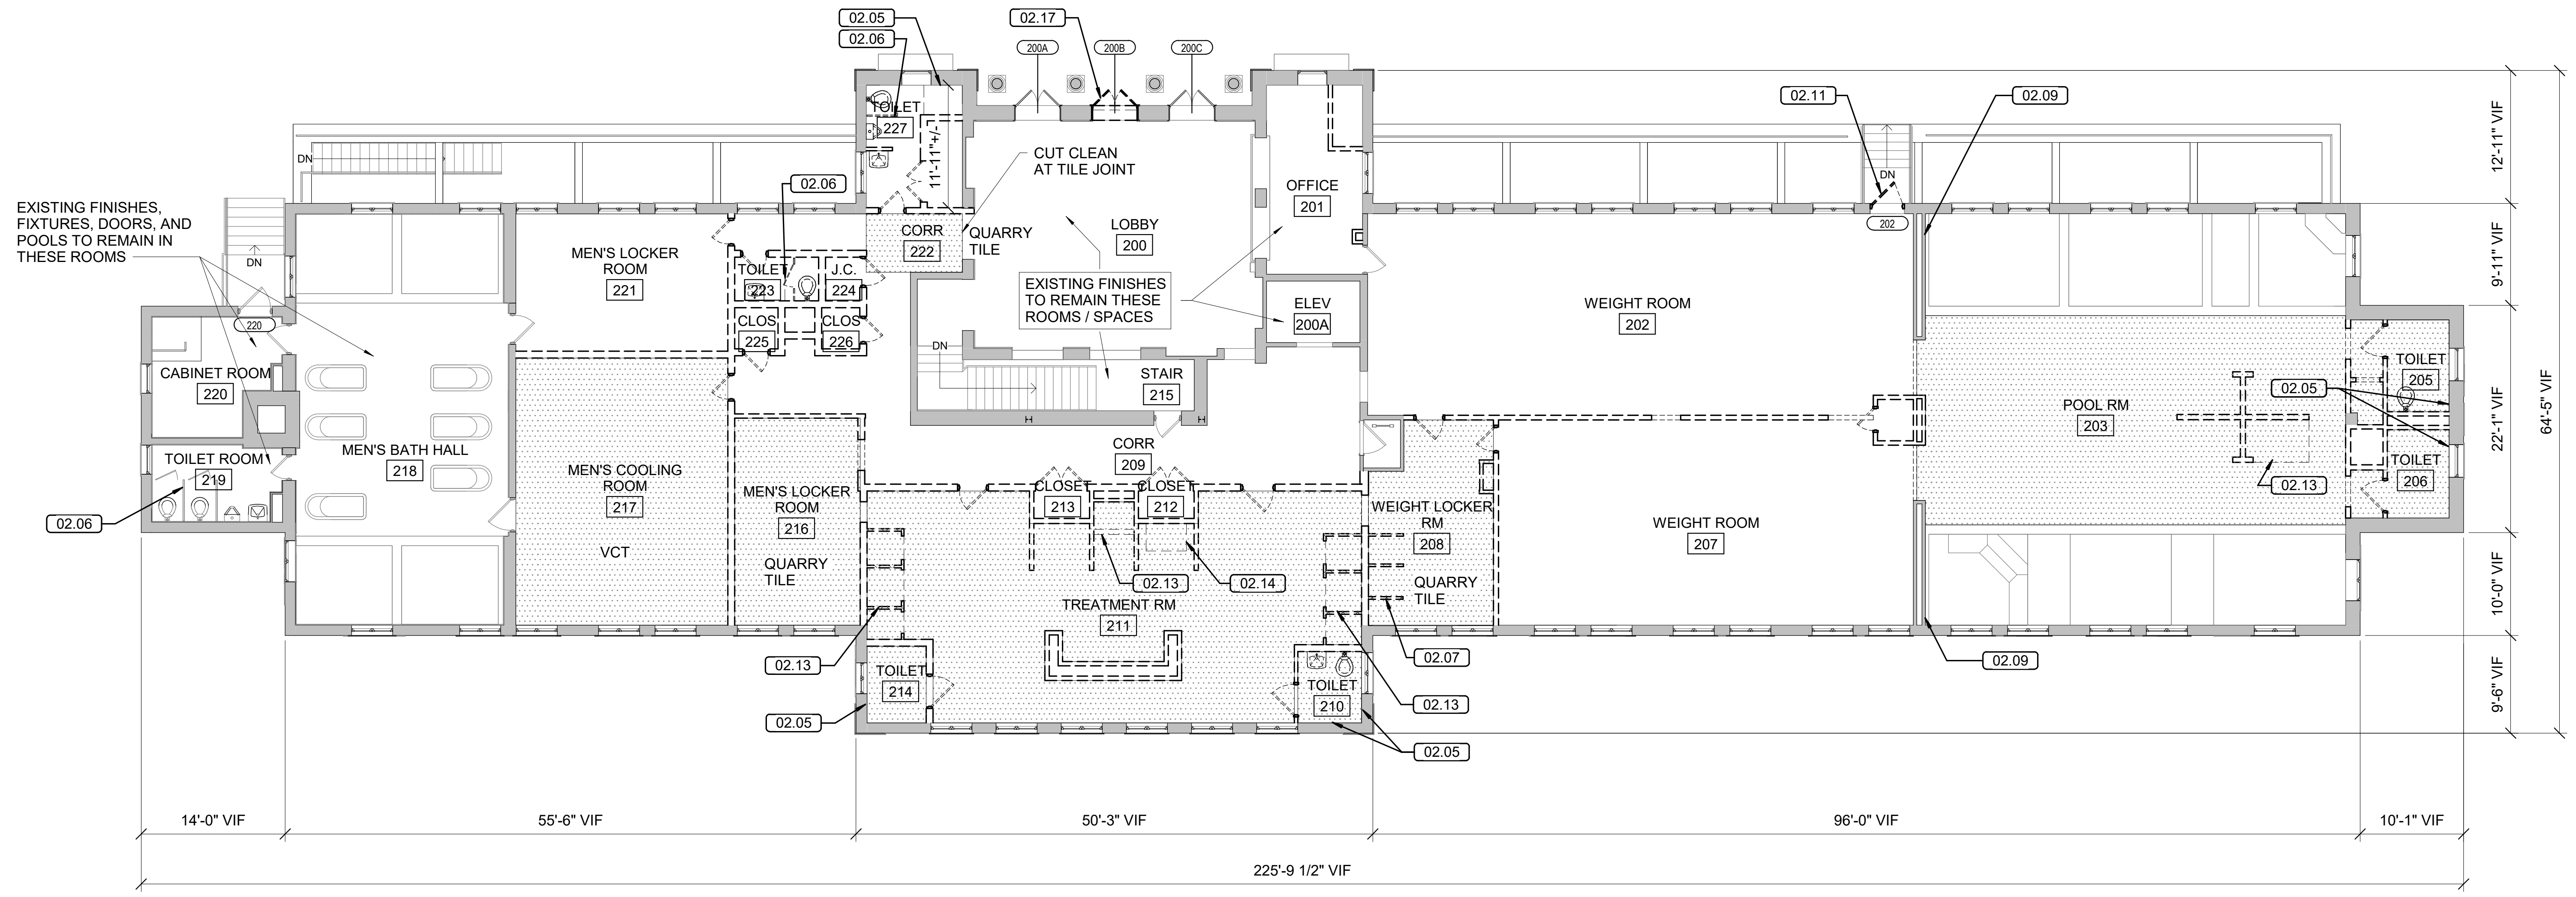 02.05
02.06
02.17
200A
200B
200C
02.11
02.09
12'-11" VIF
TOILET
227
11'-11"+/-
CUT CLEAN
AT TILE JOINT
DN
DN
02.06
OFFICE
201
EXISTING FINISHES,
FIXTURES, DOORS, AND
POOLS TO REMAIN IN
THESE ROOMS
DN
LOBBY
200
CORR
222
QUARRY
TILE
202
MEN'S LOCKER
ROOM
221
TOILET
223
J.C.
224
EXISTING FINISHES
TO REMAIN THESE
ROOMS / SPACES
9'-11" VIF
WEIGHT ROOM
202
ELEV
200A
220
CLOS
225
CLOS
226
DN
CABINET ROOM
220
STAIR
215
TOILET
205
02.05
POOL RM
203
22'-1" VIF
64'-5" VIF
MEN'S BATH HALL
218
CORR
209
TOILET ROOM
219
MEN'S COOLING
ROOM
217
MEN'S LOCKER
ROOM
216
CLOSET
213
CLOSET
212
TOILET
206
02.13
02.06
WEIGHT LOCKER
RM
208
WEIGHT ROOM
207
VCT
QUARRY
TILE
02.13
02.14
QUARRY
TILE
TREATMENT RM
211
10'-0" VIF
02.13
02.07
02.09
TOILET
214
TOILET
210
02.13
9'-6" VIF
02.05
02.05
14'-0" VIF
55'-6" VIF
50'-3" VIF
96'-0" VIF
10'-1" VIF
225'-9 1/2" VIF